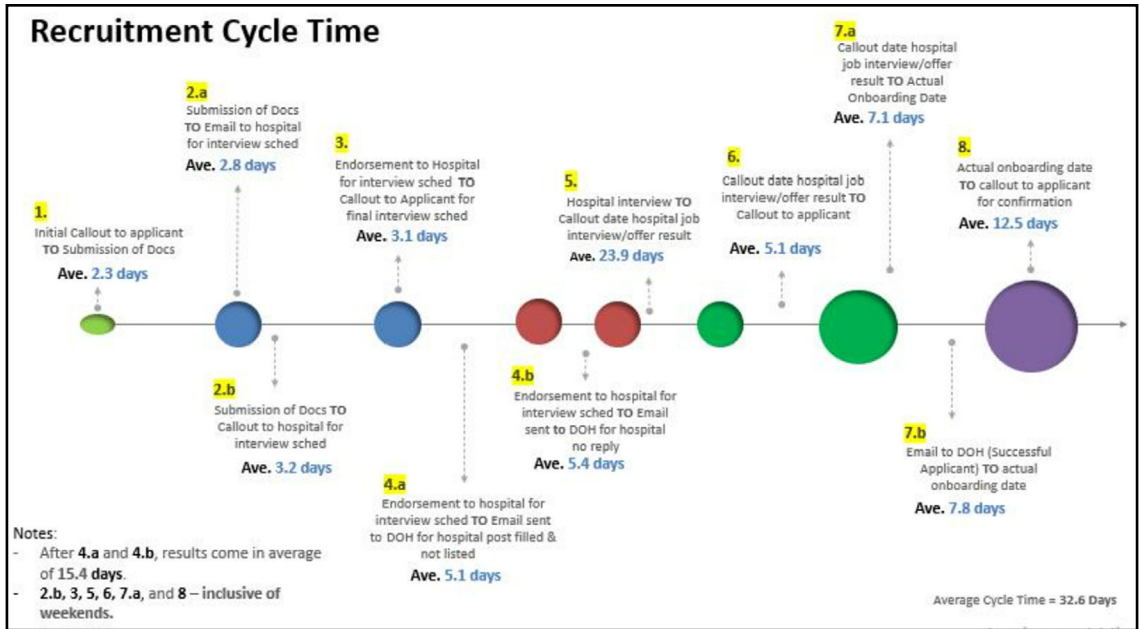 Recruitment Cycle Time
7.a
Callout date hospital
job interview/offer
result TO Actual
Onboarding Date
Ave. 7.1 days
2.a
Submission of Docs
TO Email to hospital
for interview sched
Ave. 2.8 days
3.
Endorsement to Hospital
for interview sched TO
Callout to Applicant for
final interview sched
Ave. 3.1 days
6.
Callout date hospital job
interview/offer result TO
Callout to applicant
Ave. 5.1 days
8.
Actual onboarding date
TO callout to applicant
for confirmation
Ave. 12.5 days
5.
Hospital interview TO
Callout date hospital job
interview/offer result
Ave. 23.9 days
1.
Initial Callout to applicant
TO Submission of Docs
Ave. 2.3 days
2.b
Submission of Docs TO
Callout to hospital for
interview sched
Ave. 3.2 days
4.b
Endorsement to hospital for
interview sched TO Email
sent to DOH for hospital
no reply
Ave. 5.4 days
7.b
Email to DOH (Successful
Applicant) TO actual
onboarding date
Ave. 7.8 days
4.a
Endorsement to hospital for
interview sched TO Email sent
to DOH for hospital post filled &
not listed
Ave. 5.1 days
Notes:
- After 4.a and 4.b, results come in average
of 15.4 days.
- 2.b, 3, 5, 6, 7.a, and 8 – inclusive of
weekends.
Average Cycle Time = 32.6 Days